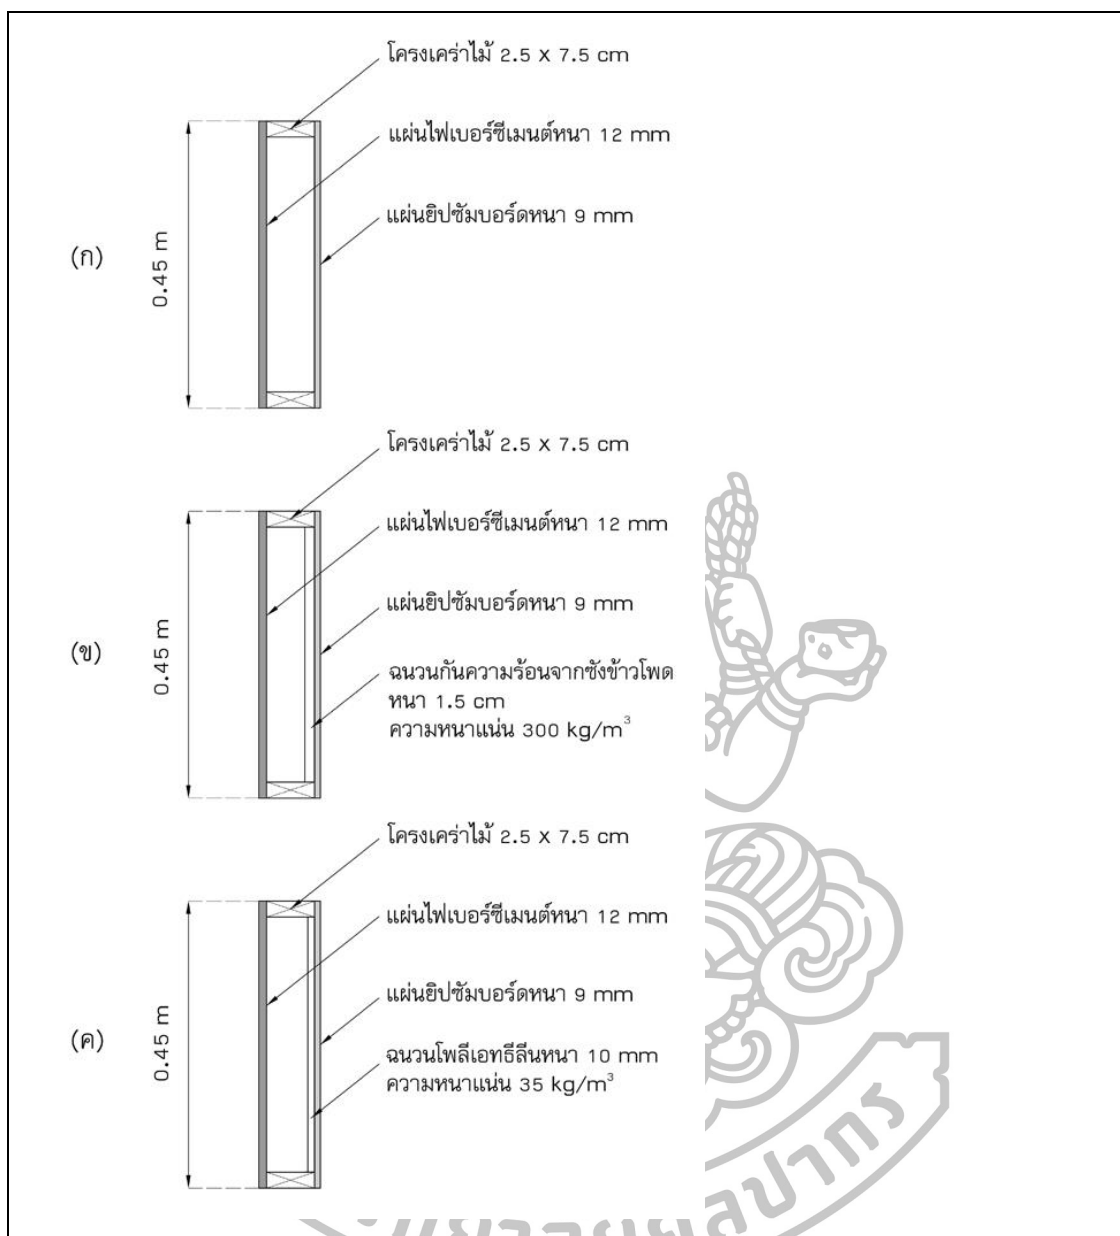 โครงเคร่าไม้ 2.5 x 7.5 cm
แผ่นไฟเบอร์ซีเมนต์หนา 12 mm
แผ่นยิปซัมบอร์ดหนา 9 mm
(ก)
0.45 m
โครงเคร่าไม้ 2.5 x 7.5 cm
แผ่นไฟเบอร์ซีเมนต์หนา 12 mm
แผ่นยิปซัมบอร์ดหนา 9 mm
(ข)
0.45 m
ฉนวนกันความร้อนจากซังข้าวโพด
หนา 1.5 cm
ความหนาแน่น 300 kg/m³
โครงเคร่าไม้ 2.5 x 7.5 cm
แผ่นไฟเบอร์ซีเมนต์หนา 12 mm
แผ่นยิปซัมบอร์ดหนา 9 mm
(ค)
0.45 m
ฉนวนโพลีเอทธีลีนหนา 10 mm
ความหนาแน่น 35 kg/m³